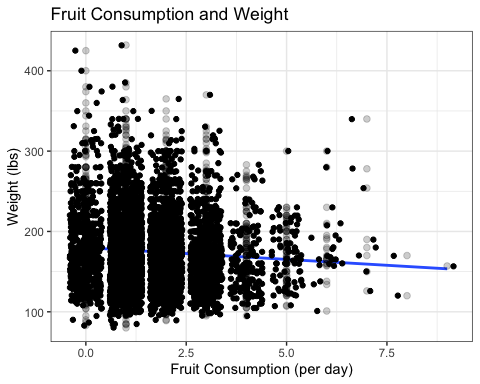 Fruit Consumption and Weight
Weight (lbs)
400
300
200
100
0.0 2.5 5.0 7.5
Fruit Consumption (per day)